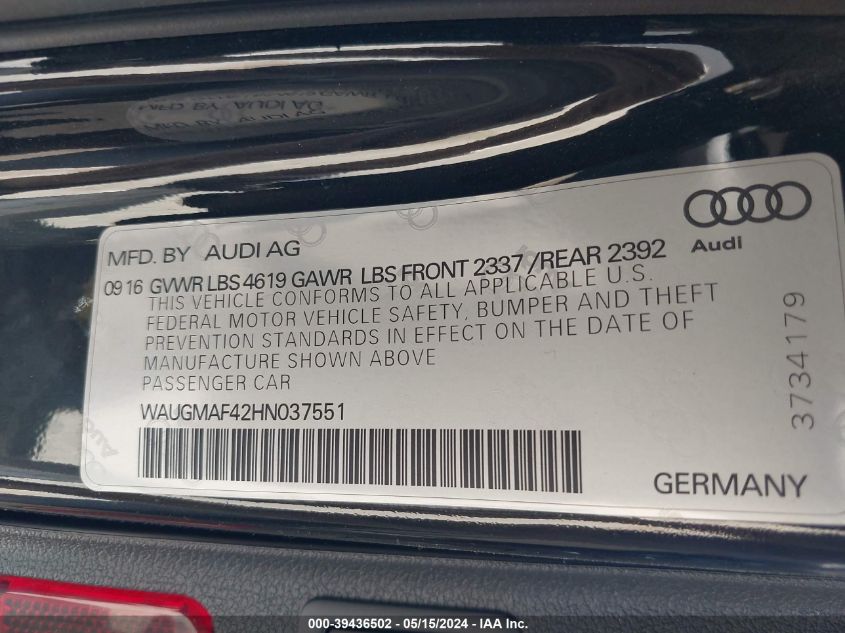 Audi
MFD. BY AUDI AG
09 16 GVWR LBS 4619 GAWR LBS FRONT 2337/REAR 2392
THIS VEHICLE CONFORMS TO ALL APPLICABLE U.S.
FEDERAL MOTOR VEHICLE SAFETY, BUMPER AND THEFT
PREVENTION STANDARDS IN EFFECT ON THE DATE OF
MANUFACTURE SHOWN ABOVE
PASSENGER CAR
WAUGMAF42HN037551
3734179
GERMANY
000-39436502 - 05/15/2024 - IAA Inc.